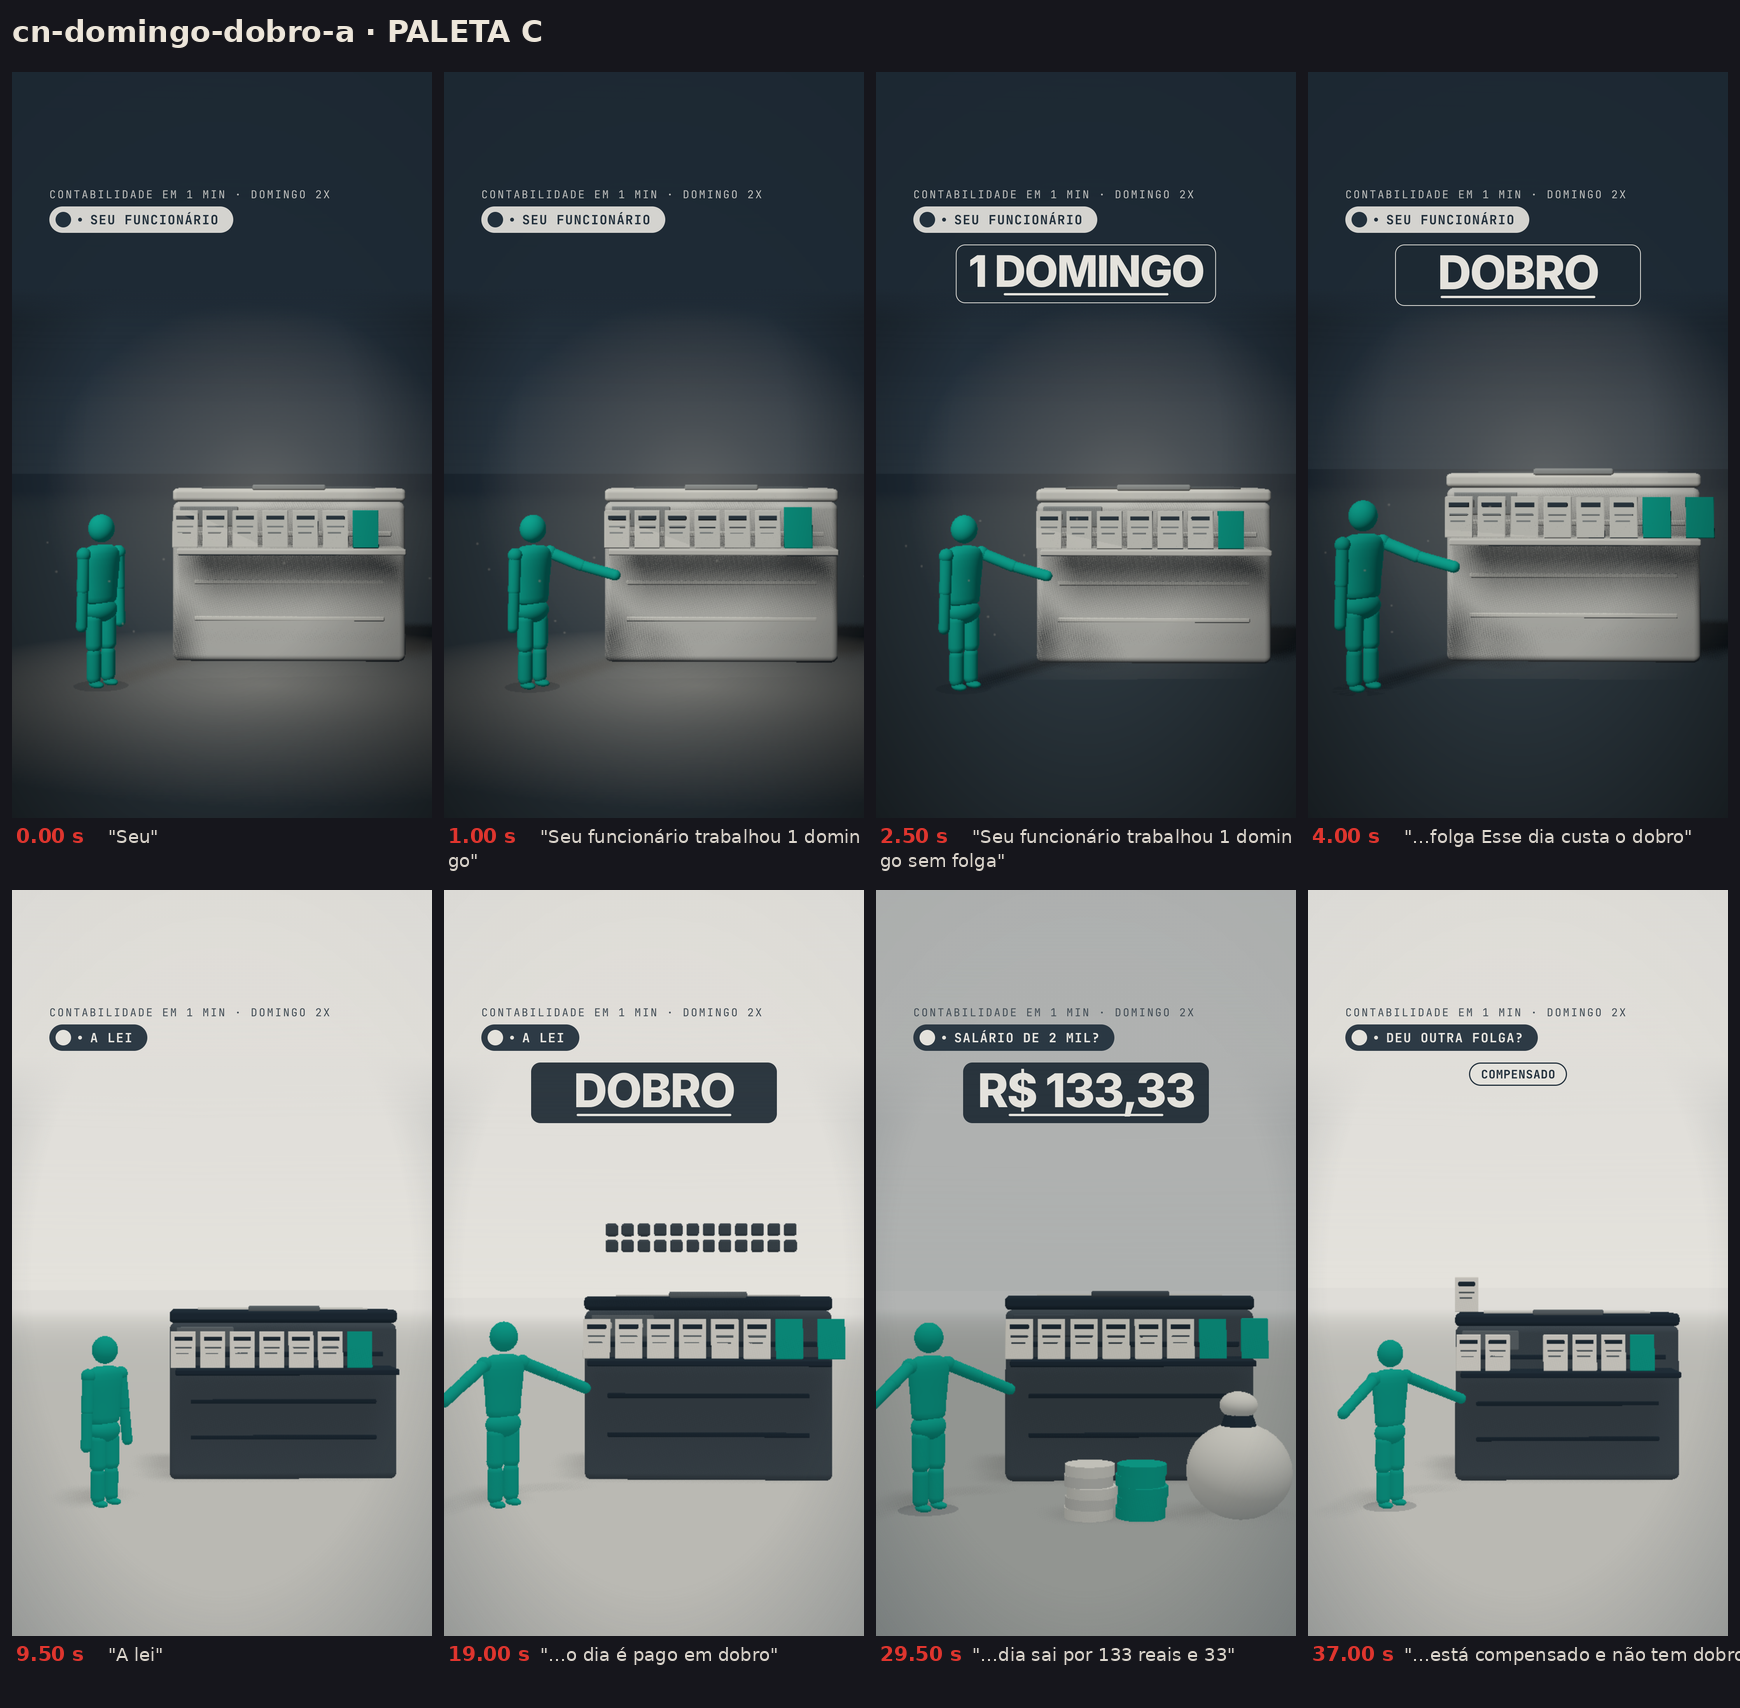 cn-domingo-dobro-a · PALETA C
CONTABILIDADE EM 1 MIN · DOMINGO 2X
• SEU FUNCIONÁRIO
0.00 s "Seu"
CONTABILIDADE EM 1 MIN · DOMINGO 2X
• SEU FUNCIONÁRIO
1.00 s "Seu funcionário trabalhou 1 domin
go"
CONTABILIDADE EM 1 MIN · DOMINGO 2X
• SEU FUNCIONÁRIO
1 DOMINGO
2.50 s "Seu funcionário trabalhou 1 domin
go sem folga"
CONTABILIDADE EM 1 MIN · DOMINGO 2X
• SEU FUNCIONÁRIO
DOBRO
4.00 s "...folga Esse dia custa o dobro"
CONTABILIDADE EM 1 MIN · DOMINGO 2X
• A LEI
9.50 s "A lei"
CONTABILIDADE EM 1 MIN · DOMINGO 2X
• A LEI
DOBRO
19.00 s "...o dia é pago em dobro"
CONTABILIDADE EM 1 MIN · DOMINGO 2X
• SALÁRIO DE 2 MIL?
R$ 133,33
29.50 s "...dia sai por 133 reais e 33"
CONTABILIDADE EM 1 MIN · DOMINGO 2X
• DEU OUTRA FOLGA?
COMPENSADO
37.00 s "...está compensado e não tem dobro